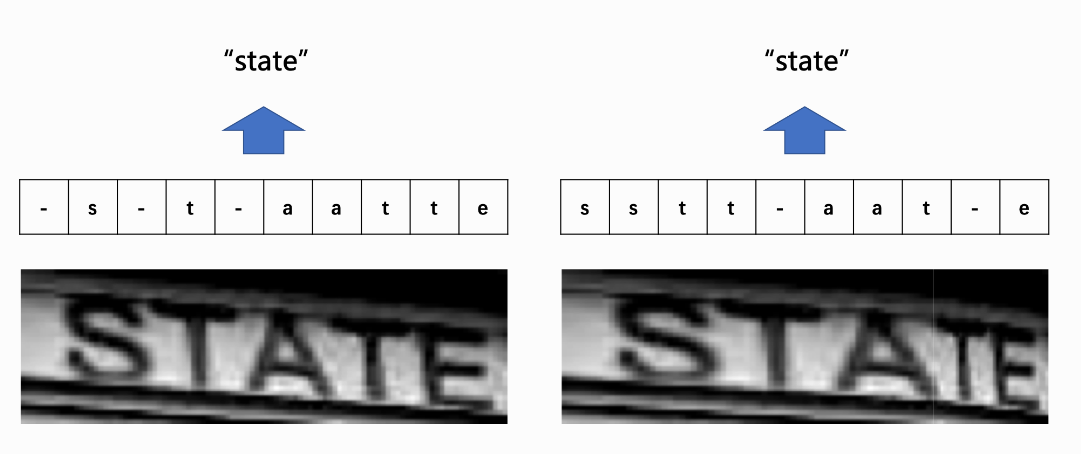 “state” “state”
- s - t - a a t t e s s t t - a a t - e
STATE STATE